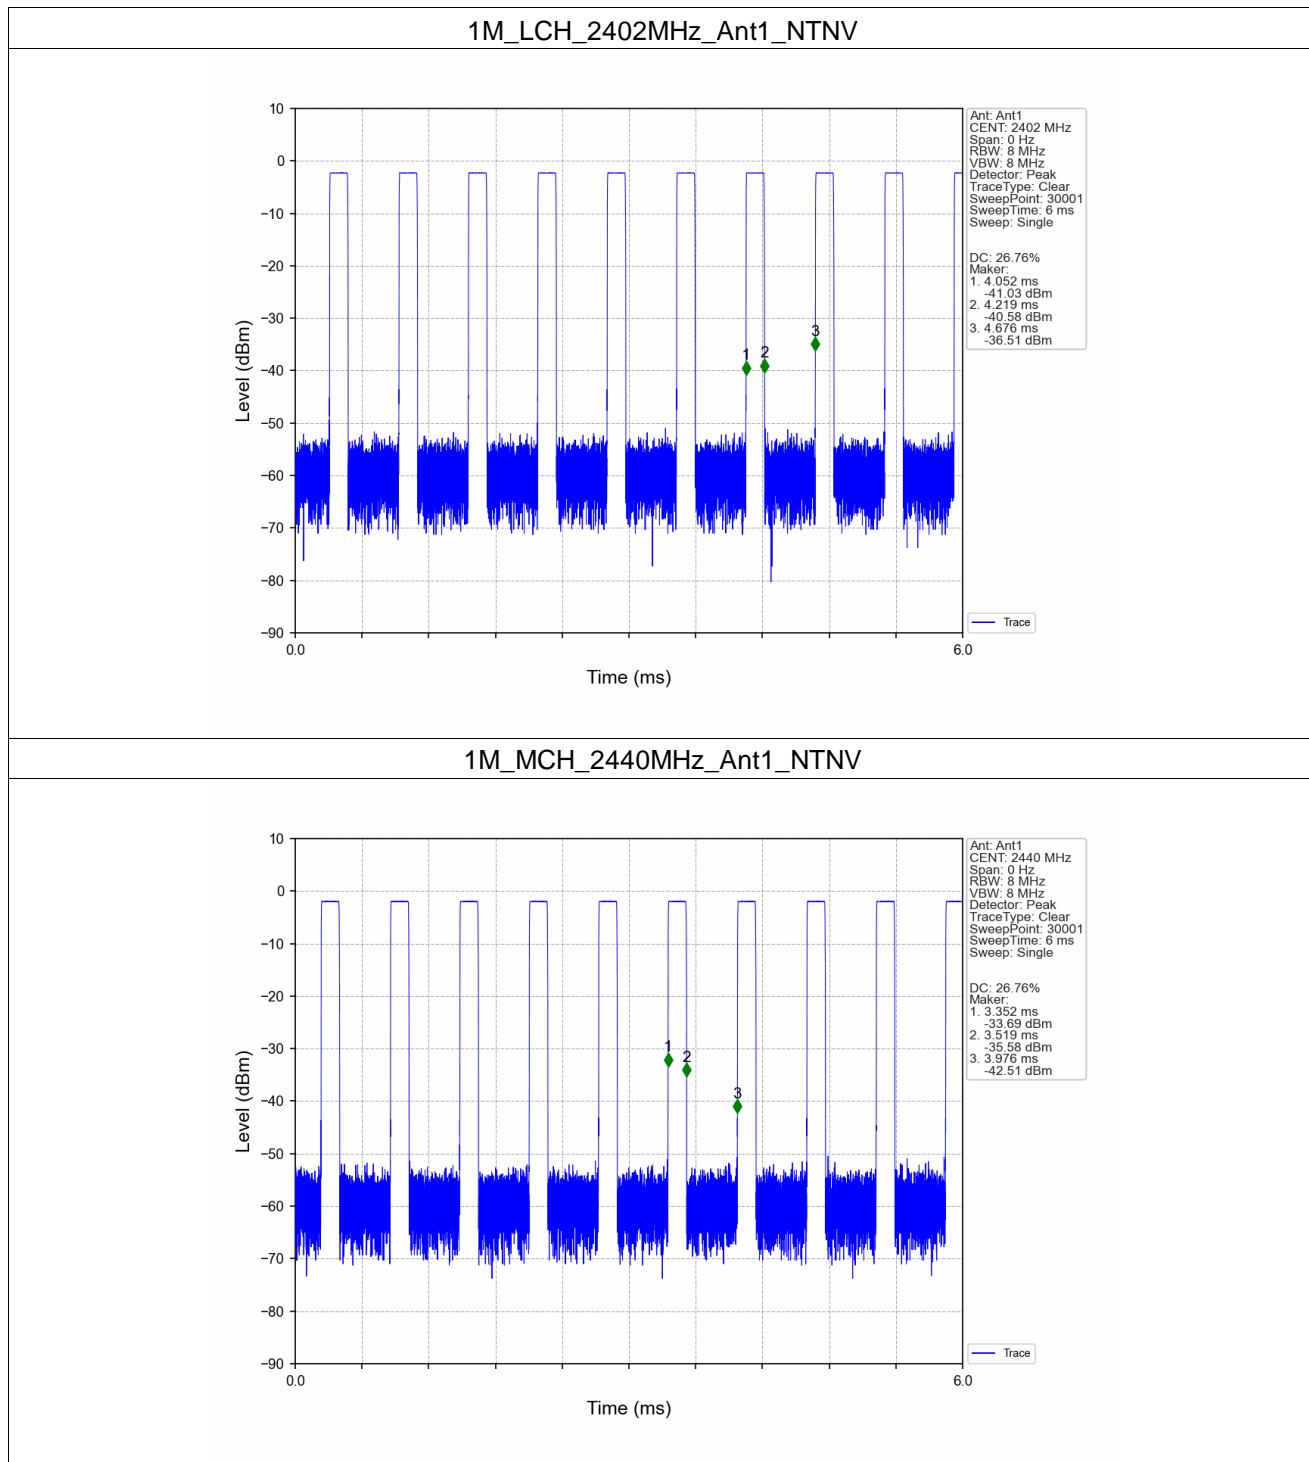 1M_LCH_2402MHz_Ant1_NTNV
10
0
−10
−20
−30
−40
−50
−60
−70
−80
−90
Level (dBm)
1
2
3
0.0
6.0
Time (ms)
Ant: Ant1
CENT: 2402 MHz
Span: 0 Hz
RBW: 8 MHz
VBW: 8 MHz
Detector: Peak
TraceType: Clear
SweepPoint: 30001
SweepTime: 6 ms
Sweep: Single
DC: 26.76%
Maker:
1. 4.052 ms
-41.03 dBm
2. 4.219 ms
-40.58 dBm
3. 4.676 ms
-36.51 dBm
Trace
1M_MCH_2440MHz_Ant1_NTNV
10
0
−10
−20
−30
−40
−50
−60
−70
−80
−90
Level (dBm)
1
2
3
0.0
6.0
Time (ms)
Ant: Ant1
CENT: 2440 MHz
Span: 0 Hz
RBW: 8 MHz
VBW: 8 MHz
Detector: Peak
TraceType: Clear
SweepPoint: 30001
SweepTime: 6 ms
Sweep: Single
DC: 26.76%
Maker:
1. 3.352 ms
-33.69 dBm
2. 3.519 ms
-35.58 dBm
3. 3.976 ms
-42.51 dBm
Trace